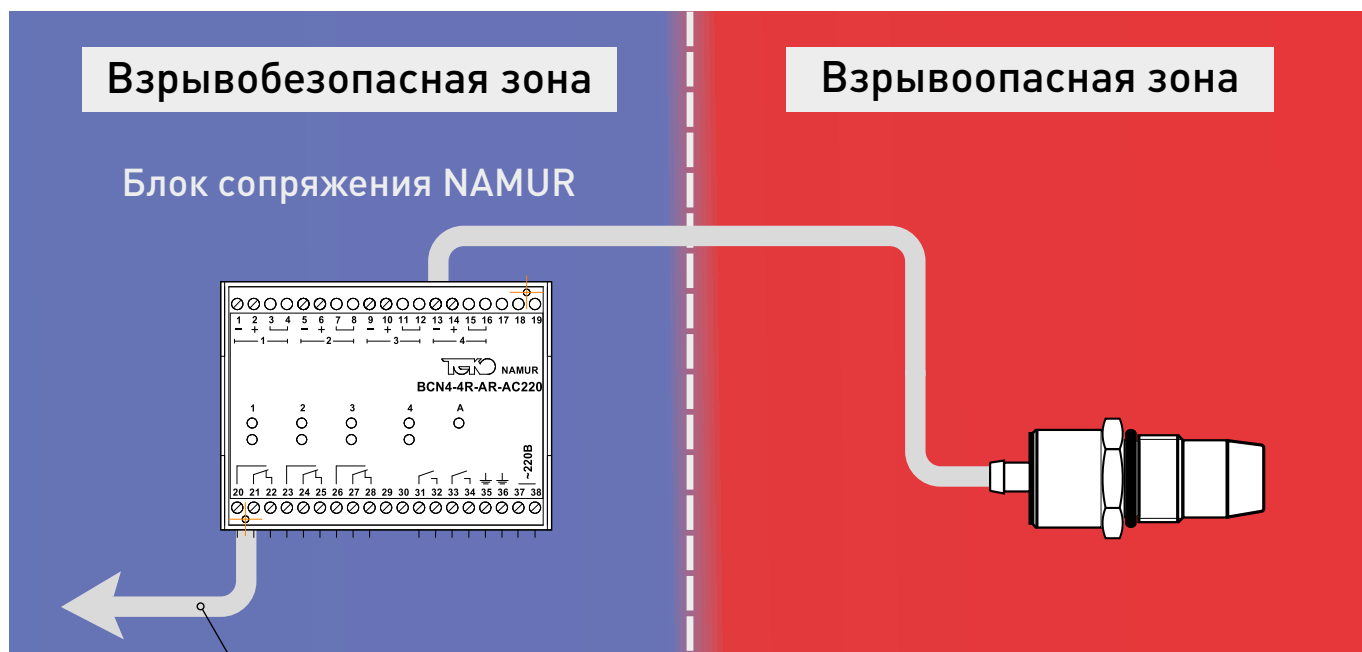 Взрывобезопасная зона
Взрывоопасная зона
Блок сопряжения NAMUR
1 2 3 4 5 6 7 8 9 10 11 12 13 14 15 16 17 18 19
- + - + - + - +
1 2 3 4
ТЕКО NAMUR
BCN4-4R-AR-AC220
1 2 3 4 A
~220В
20 21 22 23 24 25 26 27 28 29 30 31 32 33 34 35 36 37 38